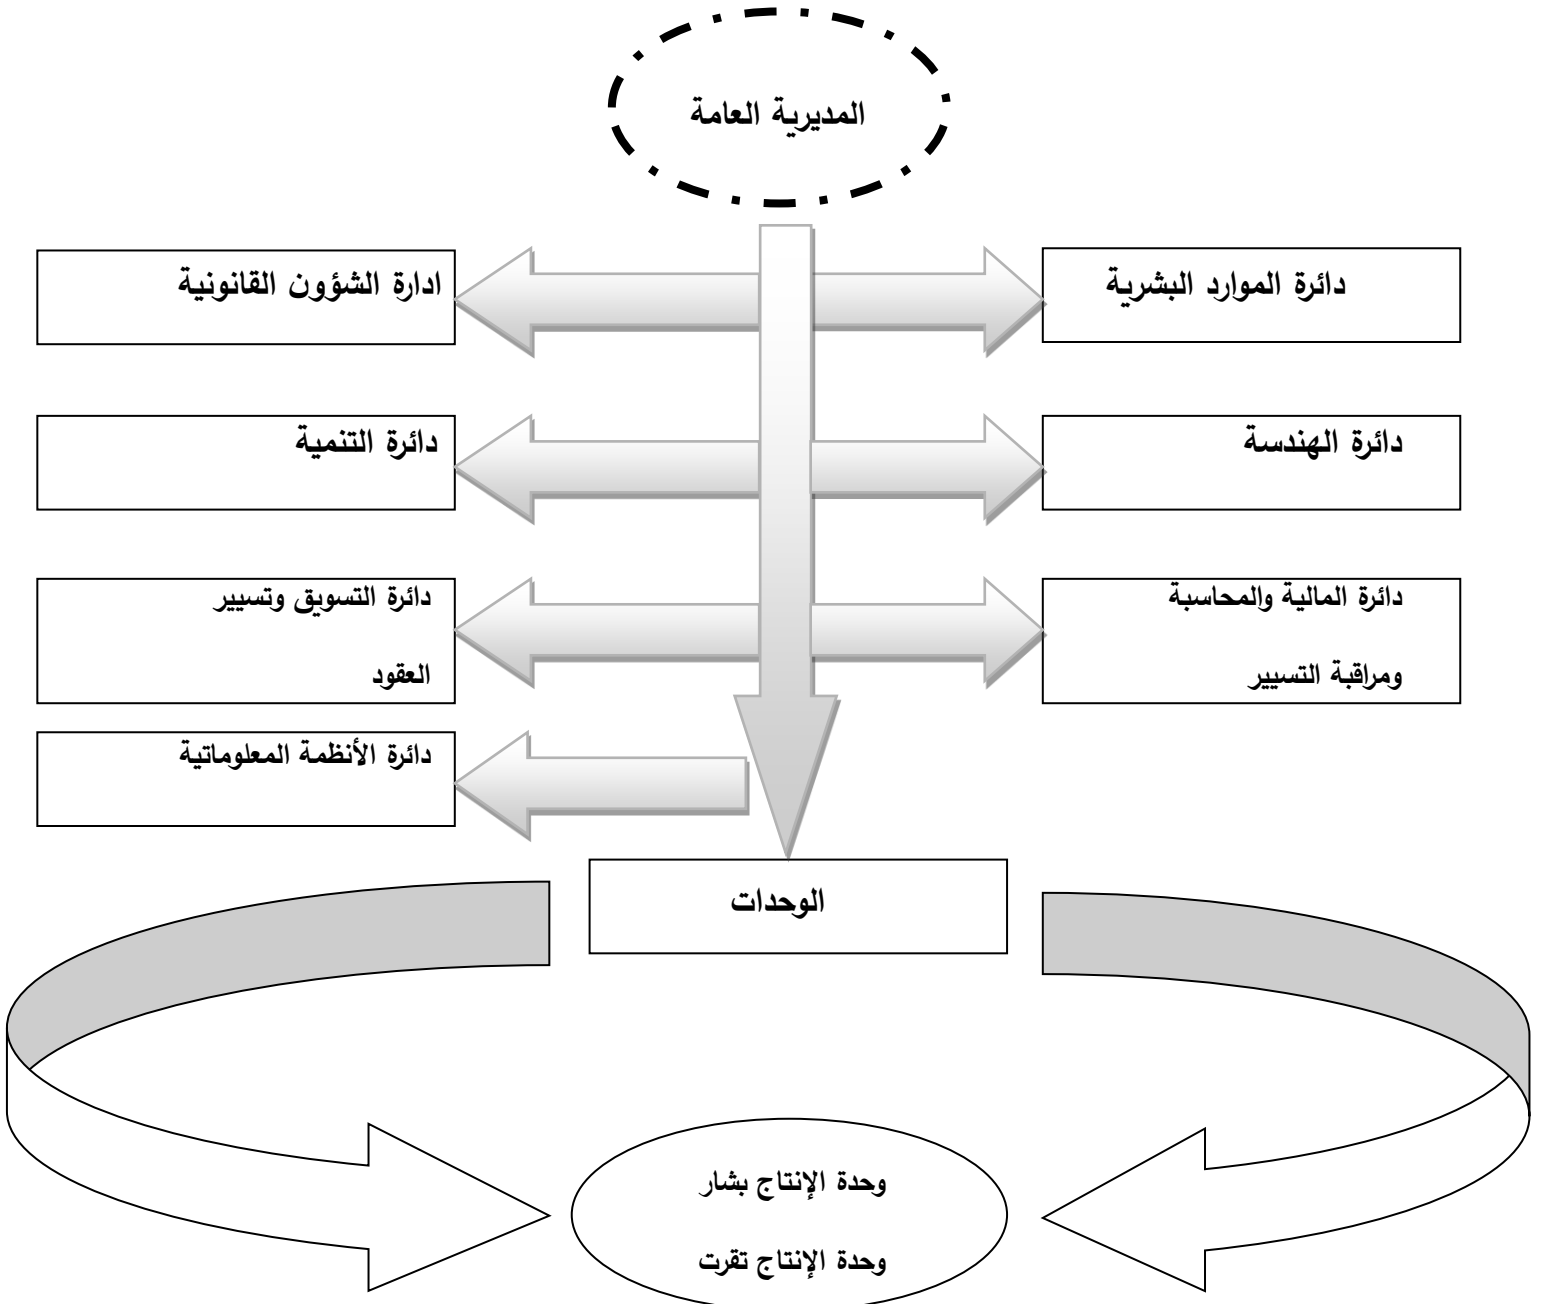 المديرية العامة
دائرة الموارد البشرية
ادارة الشؤون القانونية
دائرة الهندسة
دائرة التنمية
دائرة المالية والمحاسبة
ومراقبة التسيير
دائرة التسويق وتسيير
العقود
دائرة الأنظمة المعلوماتية
الوحدات
وحدة الإنتاج بشار
وحدة الإنتاج تقرت